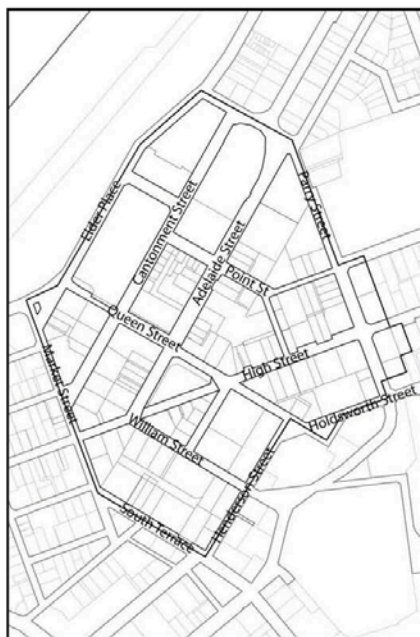 Elder Place
Cantonment Street
Parry Street
Adelaide Street
Point St
Queen Street
High Street
Market Street
Holdsworth Street
William Street
Henderson Street
South Terrace